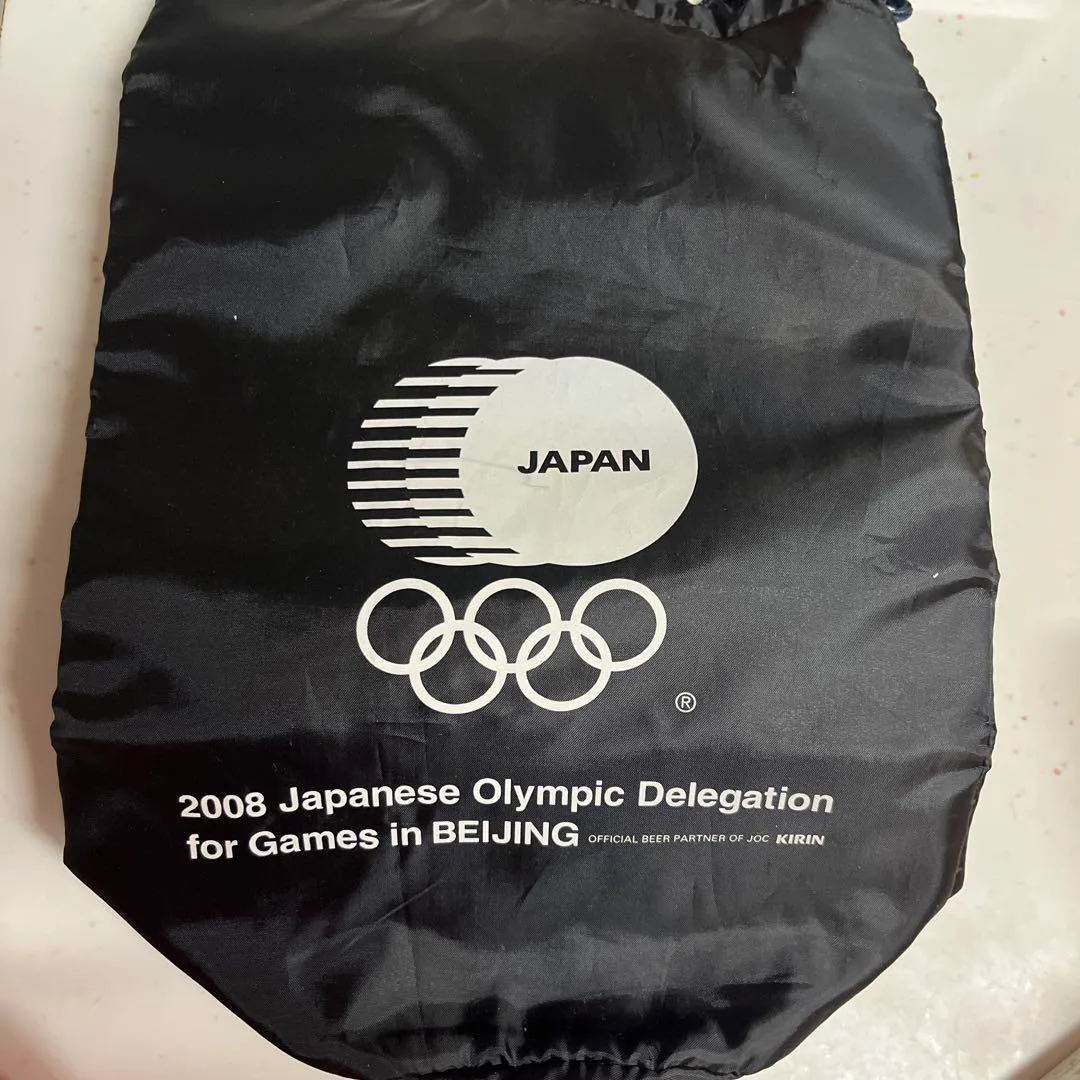 JAPAN
®
2008 Japanese Olympic Delegation
for Games in BEIJING OFFICIAL BEER PARTNER OF JOC KIRIN